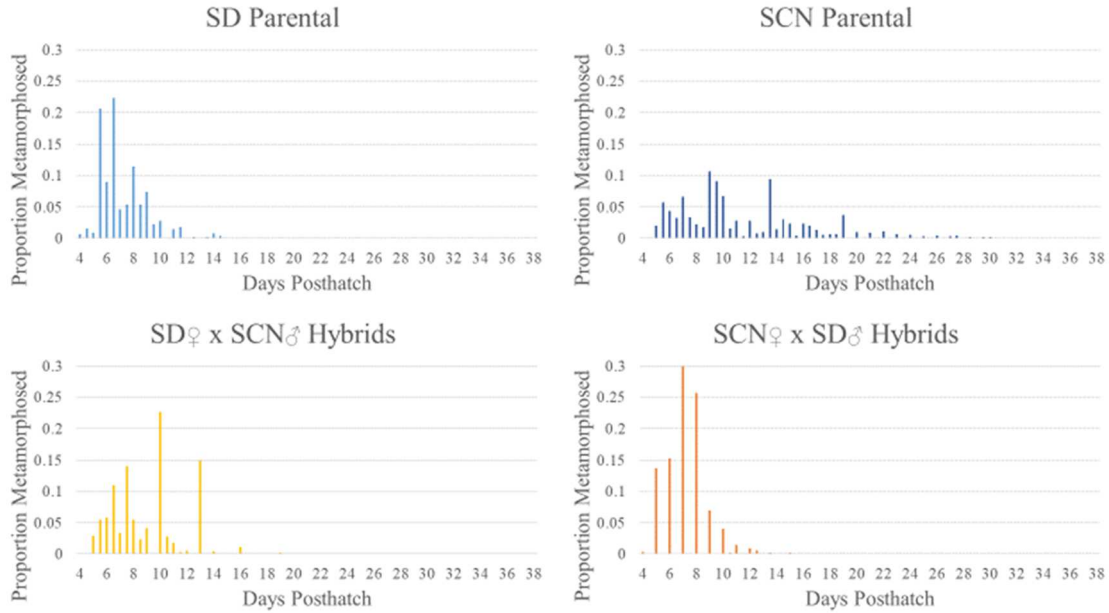 SD Parental
Proportion Metamorphosed
0.3
0.25
0.2
0.15
0.1
0.05
0
4 6 8 10 12 14 16 18 20 22 24 26 28 30 32 34 36 38
Days Posthatch
SCN Parental
Proportion Metamorphosed
0.3
0.25
0.2
0.15
0.1
0.05
0
4 6 8 10 12 14 16 18 20 22 24 26 28 30 32 34 36 38
Days Posthatch
SD♀ x SCN♂ Hybrids
Proportion Metamorphosed
0.3
0.25
0.2
0.15
0.1
0.05
0
4 6 8 10 12 14 16 18 20 22 24 26 28 30 32 34 36 38
Days Posthatch
SCN♀ x SD♂ Hybrids
Proportion Metamorphosed
0.3
0.25
0.2
0.15
0.1
0.05
0
4 6 8 10 12 14 16 18 20 22 24 26 28 30 32 34 36 38
Days Posthatch